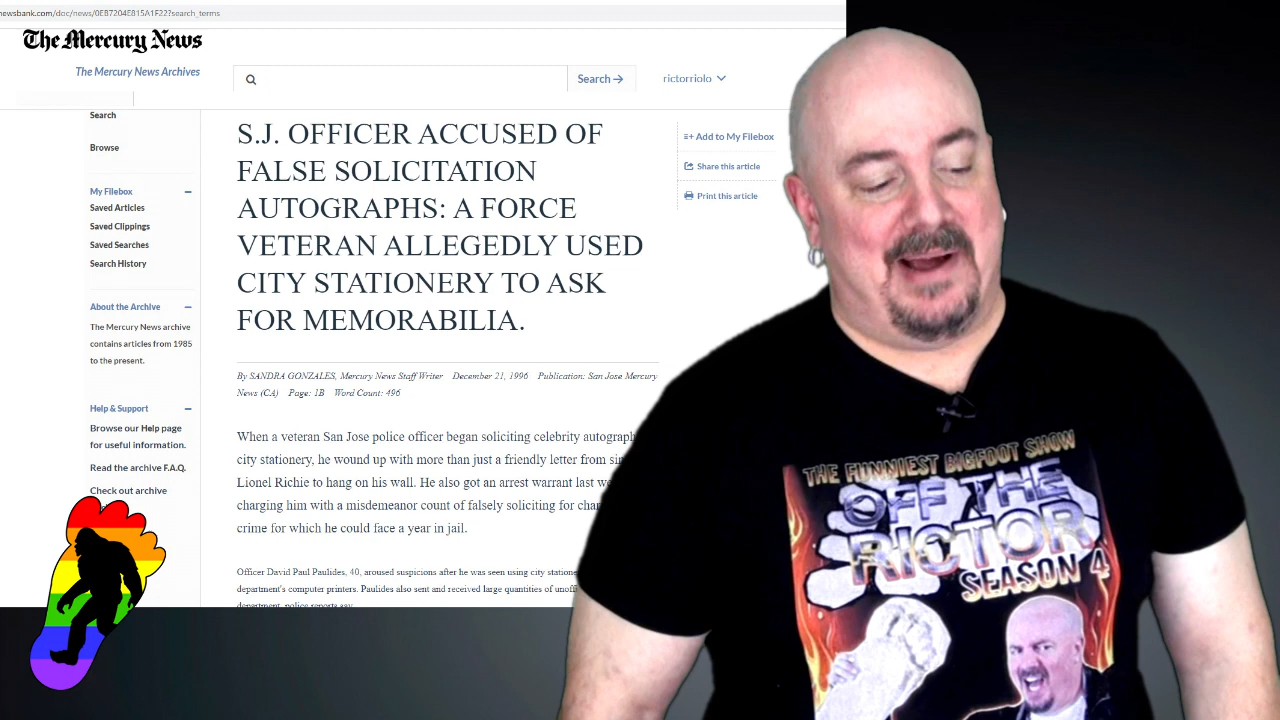 newsbank.com/doc/news/0EB7204E815A1F22?search_terms
The Mercury News
The Mercury News Archives
Search
rictorriolo
Search
Browse
My Filebox
Saved Articles
Saved Clippings
Saved Searches
Search History
About the Archive
The Mercury News archive
contains articles from 1985
to the present.
Help & Support
Browse our Help page
for useful information.
Read the archive F.A.Q.
Check out archive
S.J. OFFICER ACCUSED OF
FALSE SOLICITATION
AUTOGRAPHS: A FORCE
VETERAN ALLEGEDLY USED
CITY STATIONERY TO ASK
FOR MEMORABILIA.
By SANDRA GONZALES, Mercury News Staff Writer December 21, 1996 Publication: San Jose Mercury
News (CA) Page: 1B Word Count: 496
When a veteran San Jose police officer began soliciting celebrity
city stationery, he wound up with more than just a friendly letter from
Lionel Richie to hang on his wall. He also got an arrest warrant last
charging him with a misdemeanor count of falsely soliciting for
crime for which he could face a year in jail.
Officer David Paul Paulides, 40, aroused suspicions after he was seen using city
department's computer printers. Paulides also sent and received large quantities of
department, police reports say.
Add to My Filebox
Share this article
Print this article
THE FUNNIEST BIGFOOT SHOW
OFF THE
RICTOR
SEASON 4